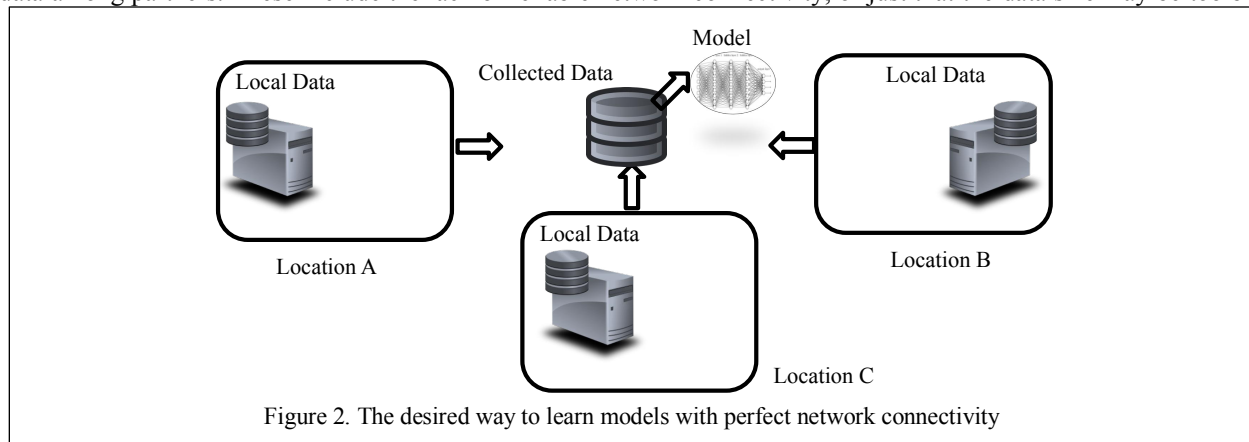 Model
Local Data
Collected Data
Local Data
Local Data
Location A
Location B
Location C
Figure 2. The desired way to learn models with perfect network connectivity